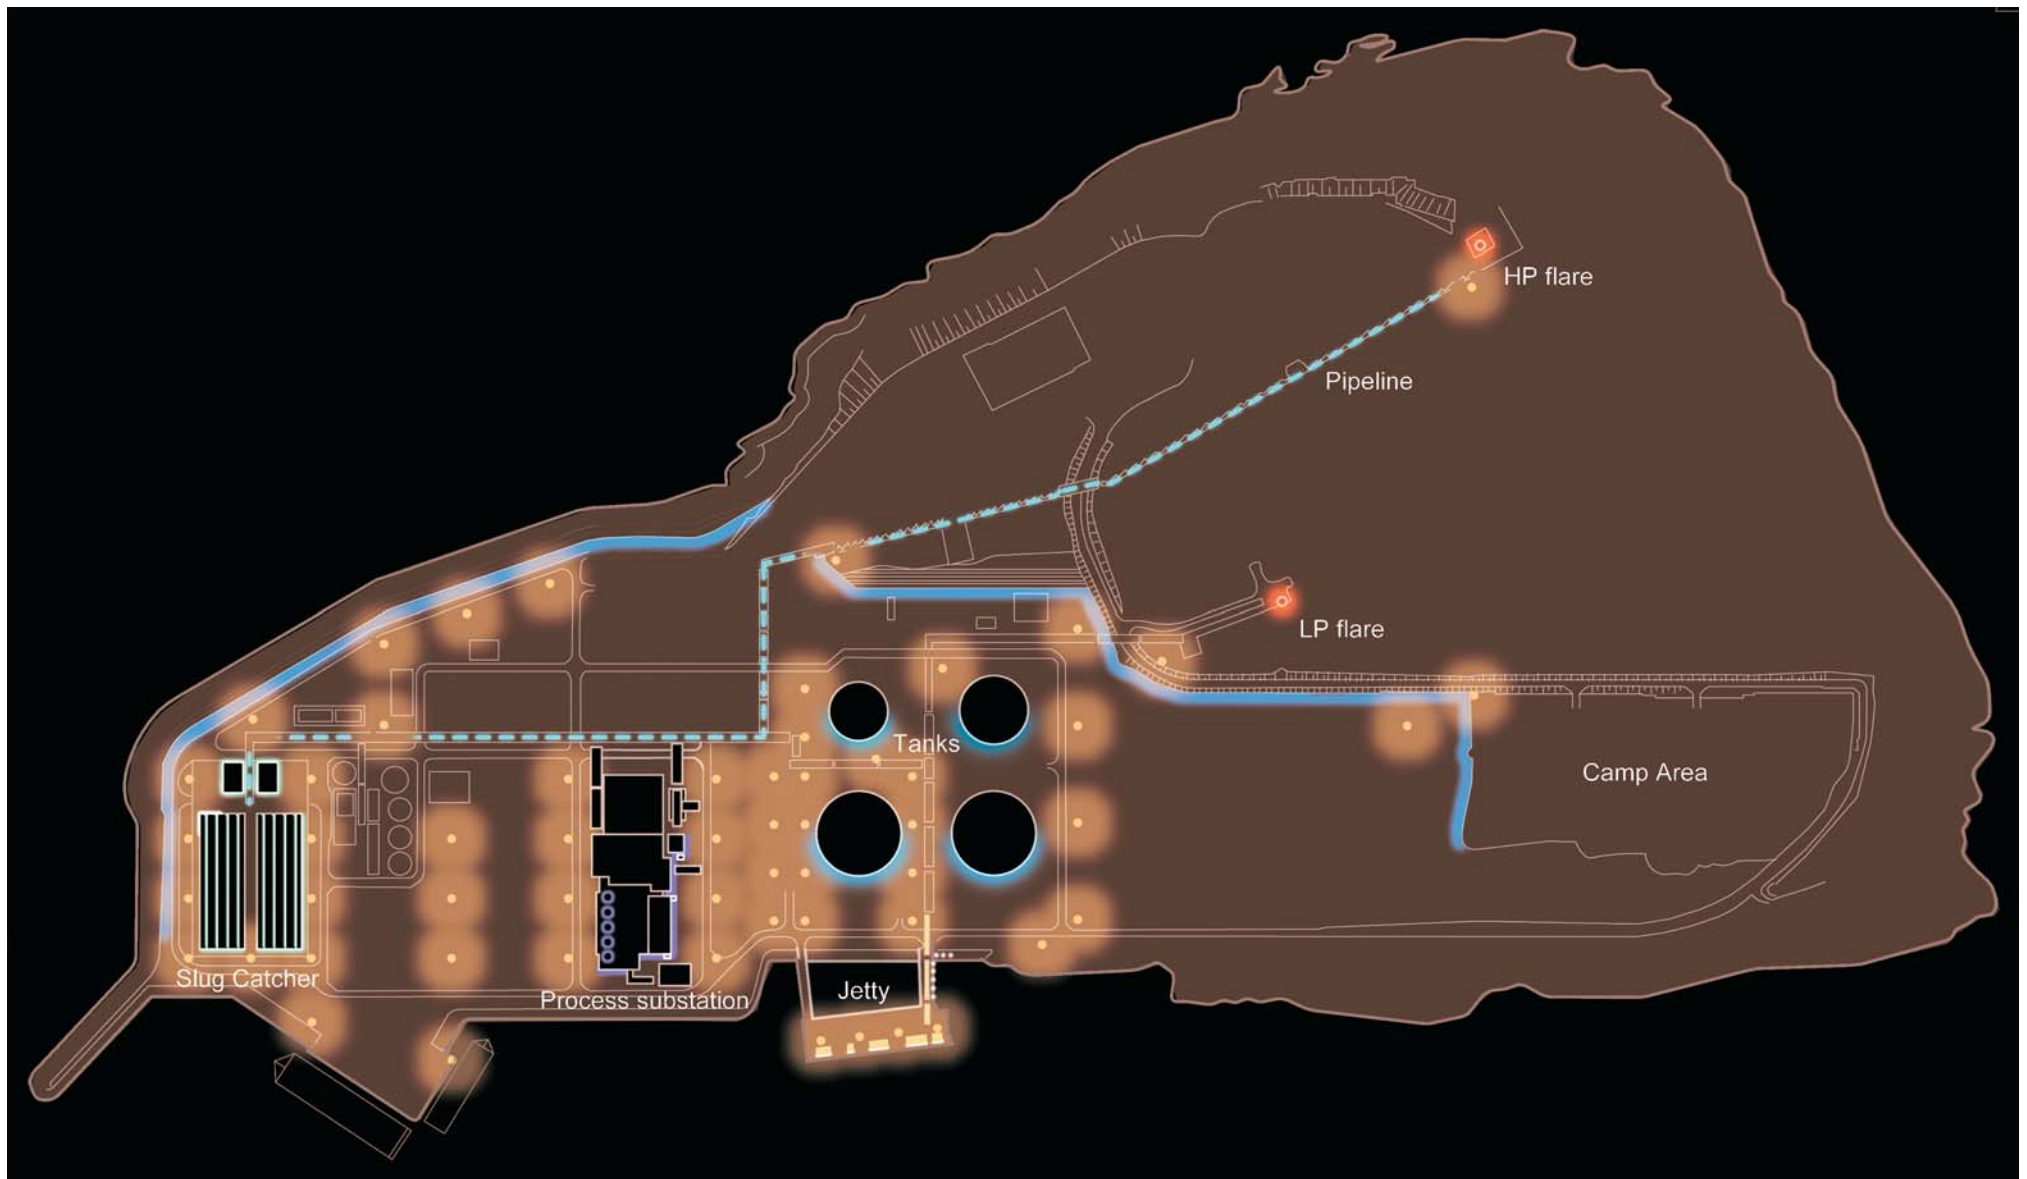 HP flare
Pipeline
LP flare
Tanks
Camp Area
Slug Catcher
Process substation
Jetty